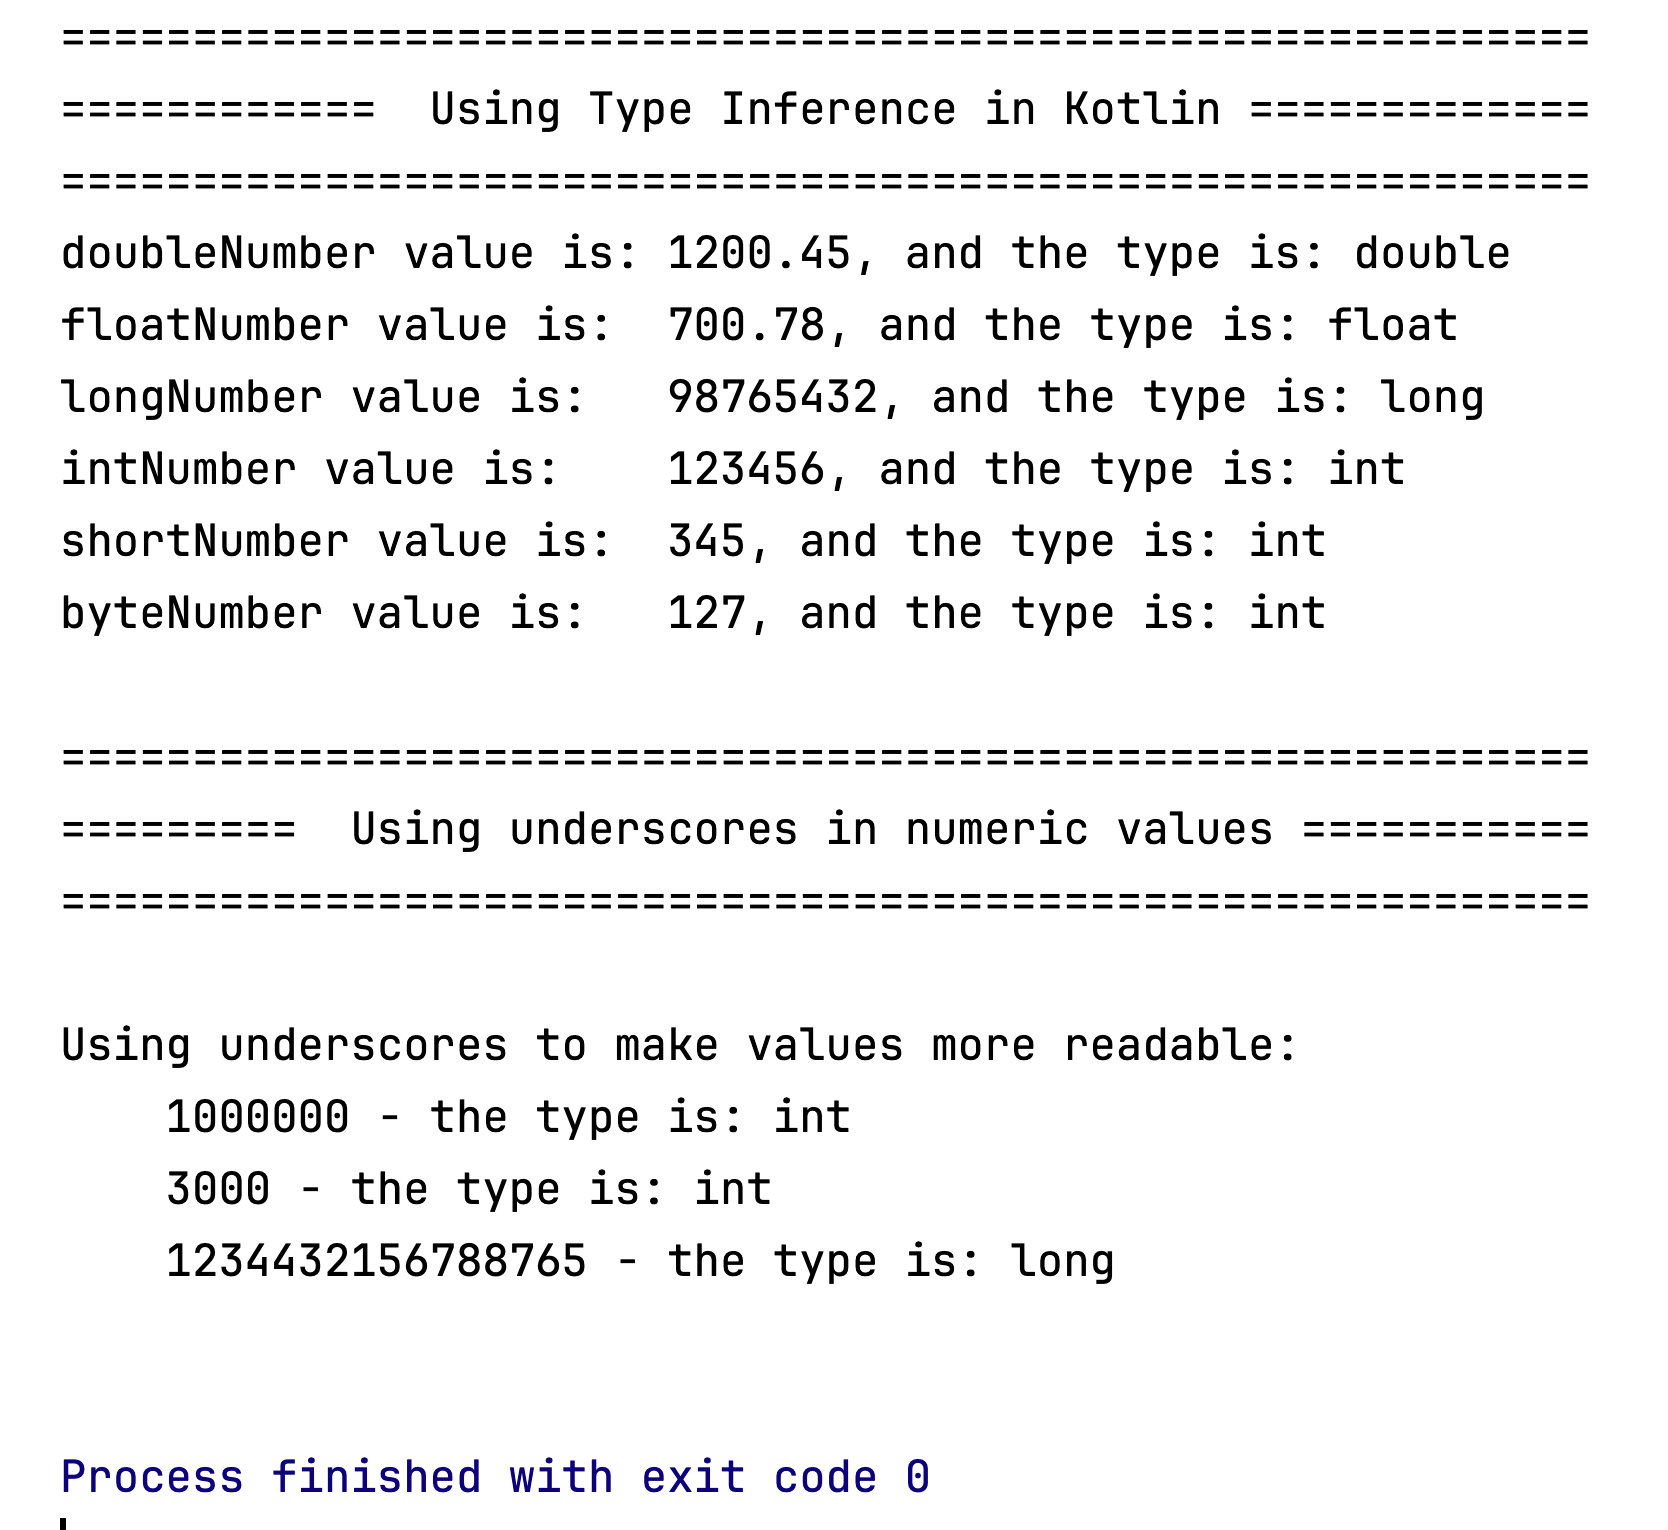 ==========================================================
============  Using Type Inference in Kotlin =============
==========================================================
doubleNumber value is: 1200.45, and the type is: double
floatNumber value is:  700.78, and the type is: float
longNumber value is:   98765432, and the type is: long
intNumber value is:    123456, and the type is: int
shortNumber value is:  345, and the type is: int
byteNumber value is:   127, and the type is: int
==========================================================
=========  Using underscores in numeric values ===========
==========================================================
Using underscores to make values more readable:
    1000000 - the type is: int
    3000 - the type is: int
    1234432156788765 - the type is: long
Process finished with exit code 0